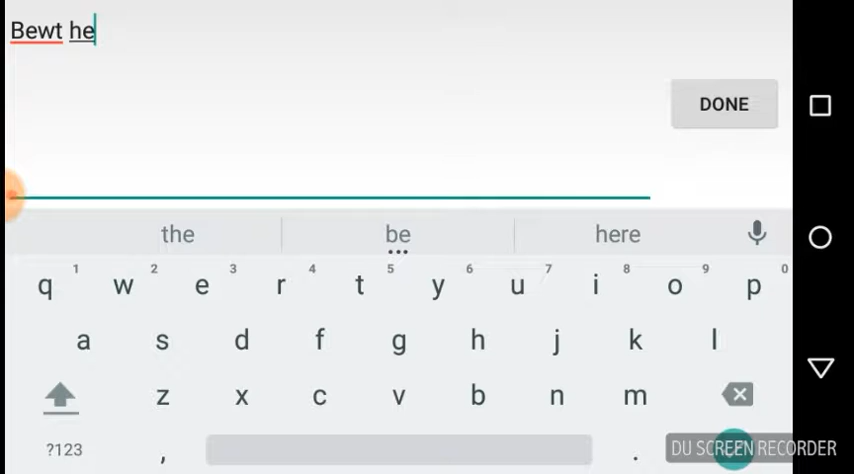 Bewt he
DONE
the be here
1 2 3 4 5 6 7 8 9 0
q w e r t y u i o p
a s d f g h j k l
z x c v b n m
?123 , .
DU SCREEN RECORDER